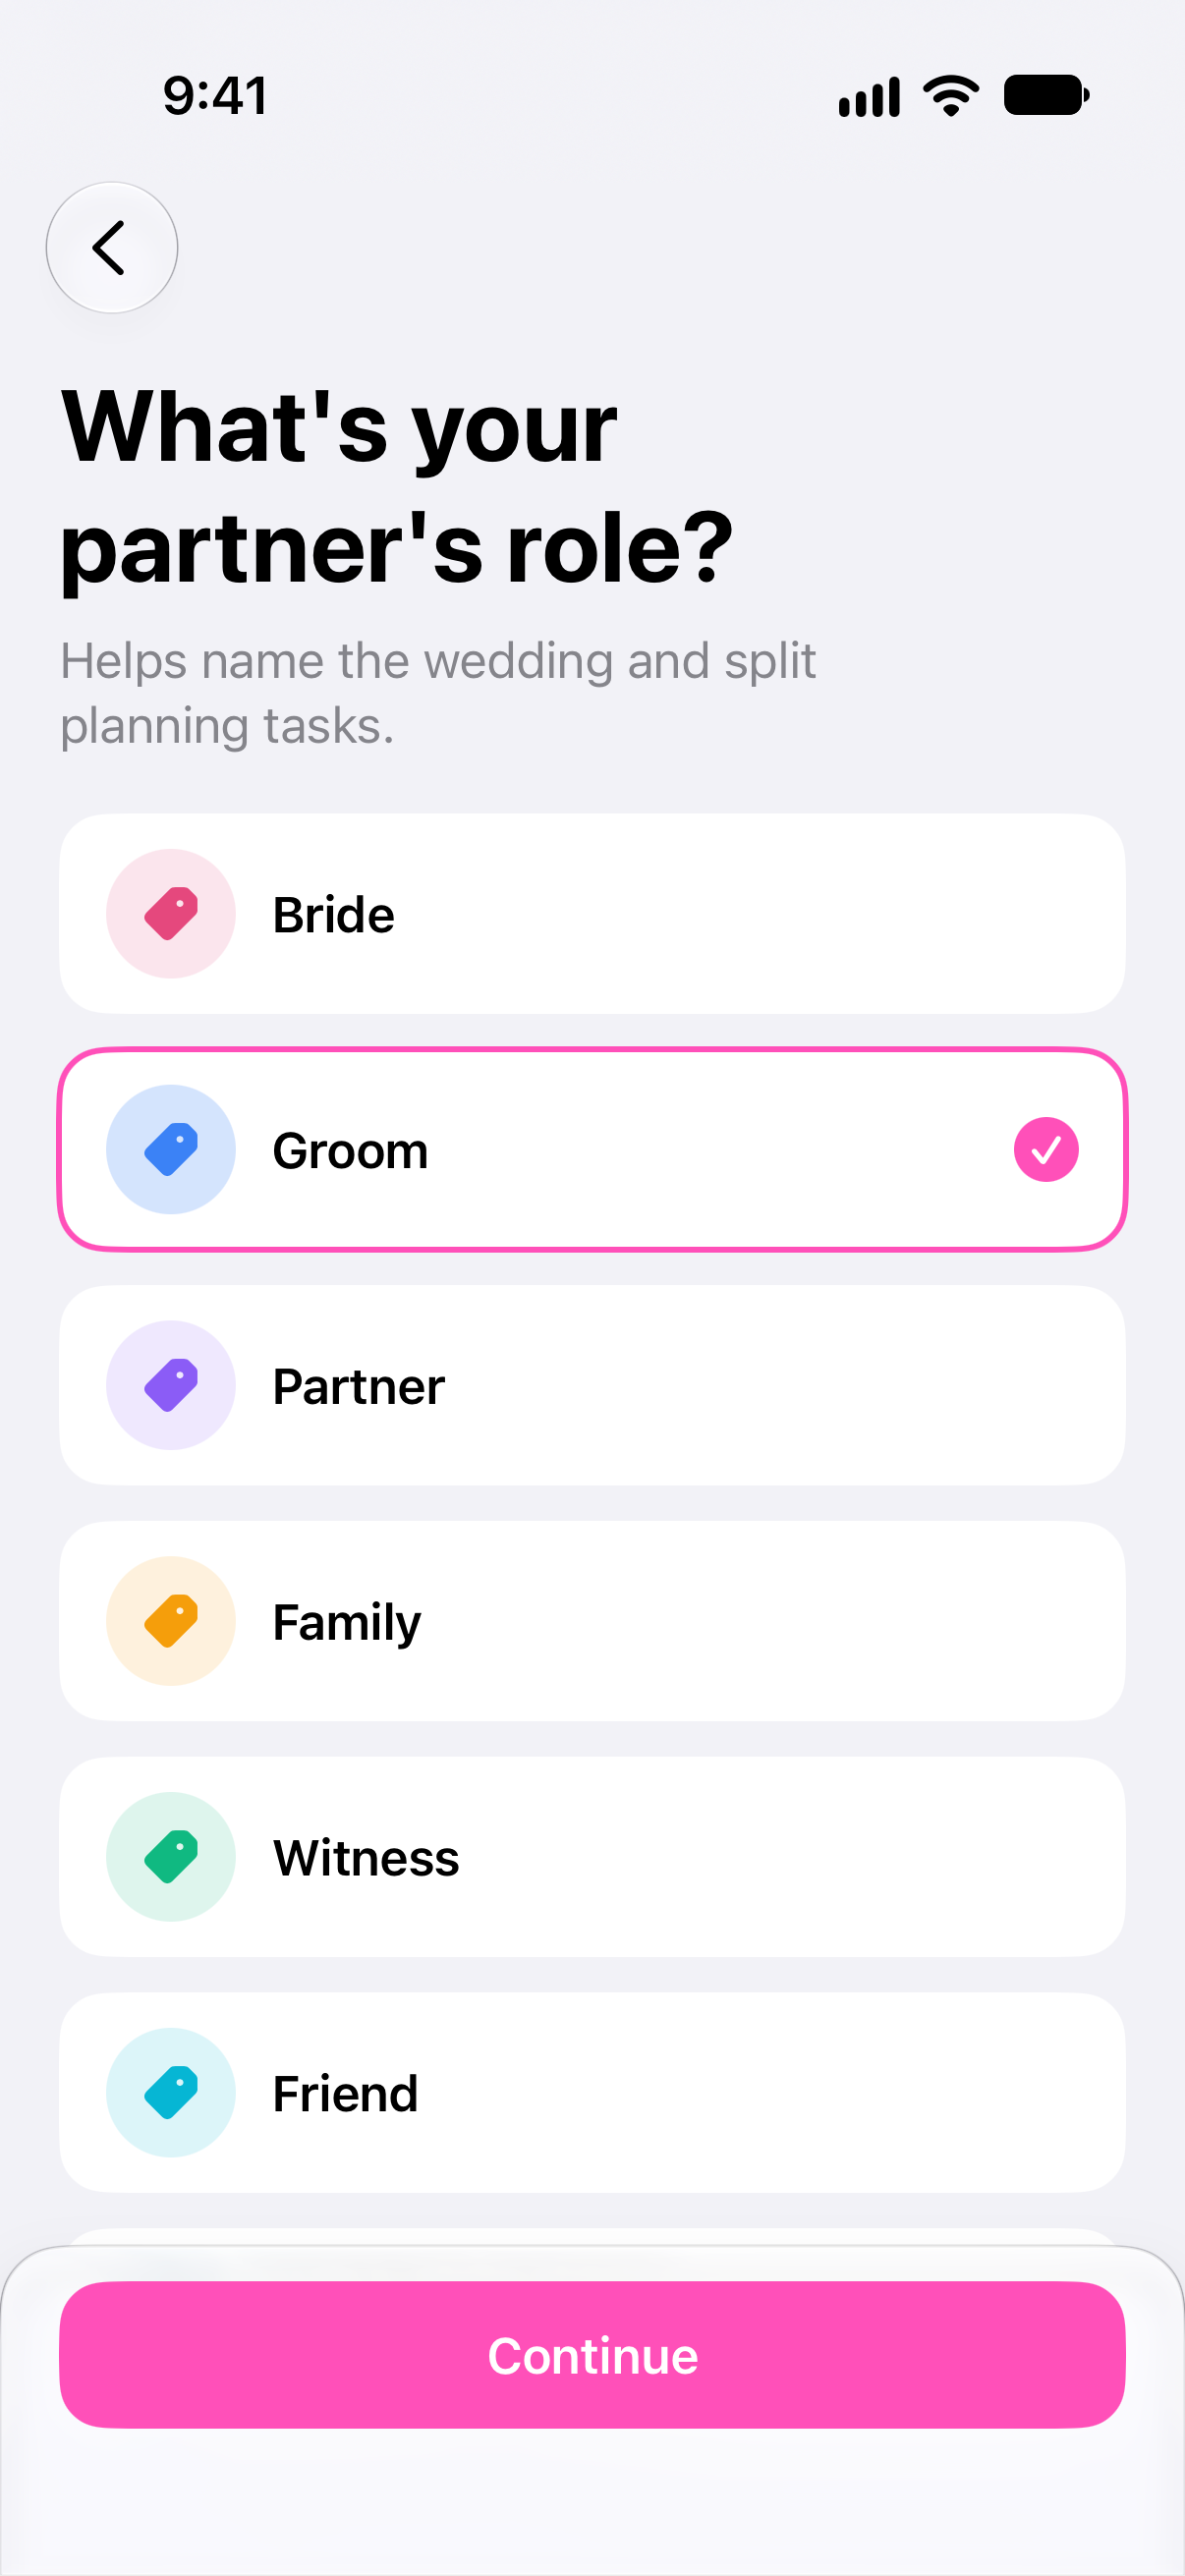 9:41
What's your
partner's role?
Helps name the wedding and split
planning tasks.
Bride
Groom
Partner
Family
Witness
Friend
Continue